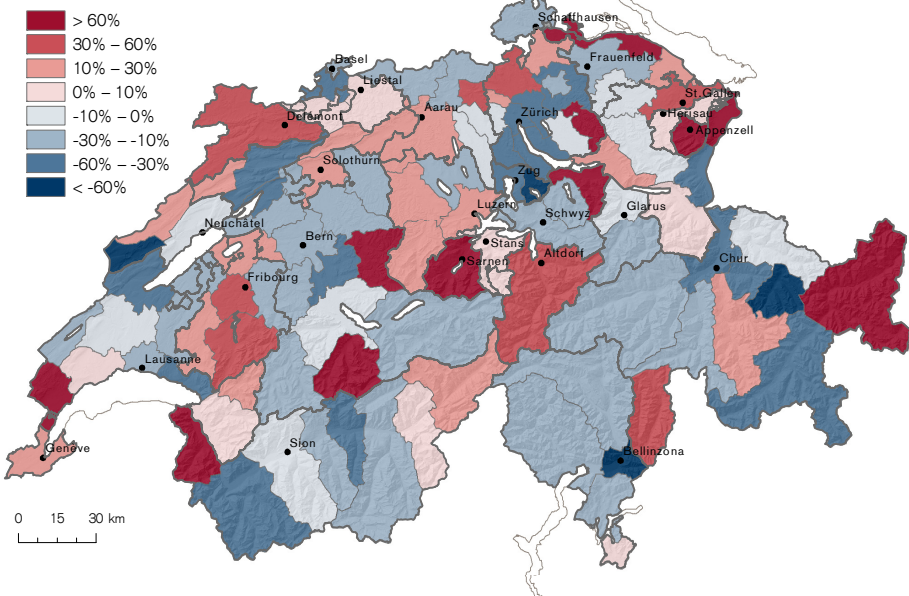 > 60%
30% – 60%
10% – 30%
0% – 10%
-10% – 0%
-30% – -10%
-60% – -30%
< -60%
Schaffhausen
Basel
Frauenfeld
Liestal
St.Gallen
Delémont
Aarau
Zürich
Herisau
Appenzell
Solothurn
Zug
Luzern
Schwyz
Glarus
Neuchâtel
Bern
Stans
Sarnen
Altdorf
Chur
Fribourg
Lausanne
Sion
Genève
Bellinzona
0 15 30 km